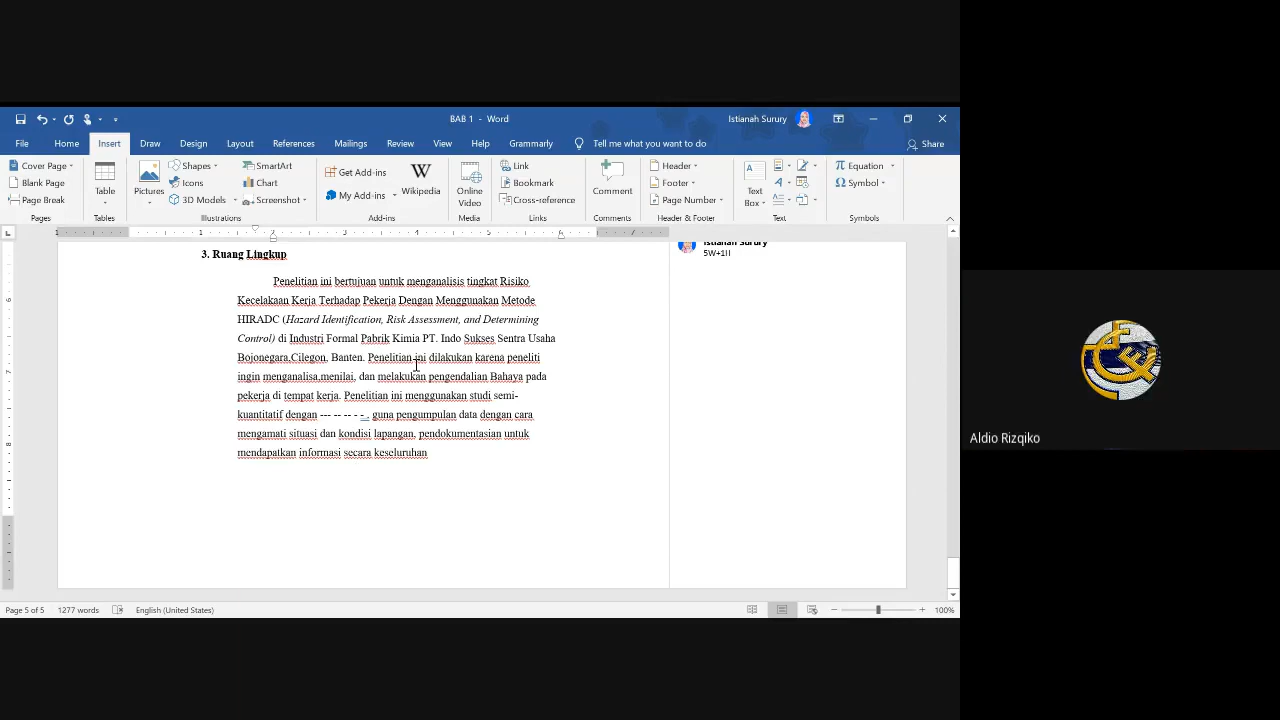 BAB 1 - Word
Istianah Surury
File Home Insert Draw Design Layout References Mailings Review View Help Grammarly Tell me what you want to do Share
Cover Page
Blank Page
Page Break
Pages
Table
Tables
Pictures
Shapes
Icons
3D Models
SmartArt
Chart
Screenshot
Illustrations
Get Add-ins
My Add-ins
Wikipedia
Add-ins
Online
Video
Media
Link
Bookmark
Cross-reference
Links
Comment
Comments
Header
Footer
Page Number
Header & Footer
Text
Box
Text
Equation
Symbol
Symbols
3. Ruang Lingkup
Penelitian ini bertujuan untuk menganalisis tingkat Risiko
Kecelakaan Kerja Terhadap Pekerja Dengan Menggunakan Metode
HIRADC (Hazard Identification, Risk Assessment, and Determining
Control) di Industri Formal Pabrik Kimia PT. Indo Sukses Sentra Usaha
Bojonegara,Cilegon, Banten. Penelitian ini dilakukan karena peneliti
ingin menganalisa,menilai, dan melakukan pengendalian Bahaya pada
pekerja di tempat kerja. Penelitian ini menggunakan studi semi-
kuantitatif dengan --- -- -- - - , guna pengumpulan data dengan cara
mengamati situasi dan kondisi lapangan, pendokumentasian untuk
mendapatkan informasi secara keseluruhan
Istianah Surury
5W+1H
Page 5 of 5 1277 words English (United States) 100%
Aldio Rizqiko